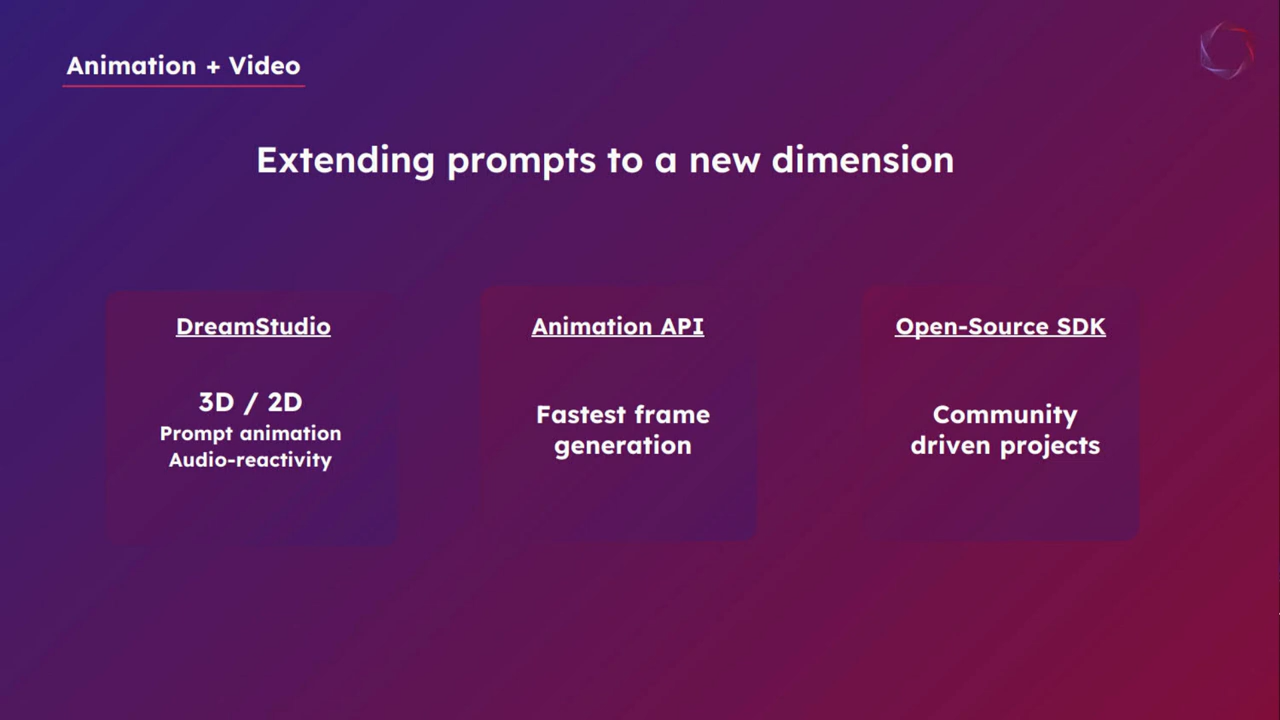 Animation + Video
Extending prompts to a new dimension
DreamStudio
3D / 2D
Prompt animation
Audio-reactivity
Animation API
Fastest frame
generation
Open-Source SDK
Community
driven projects